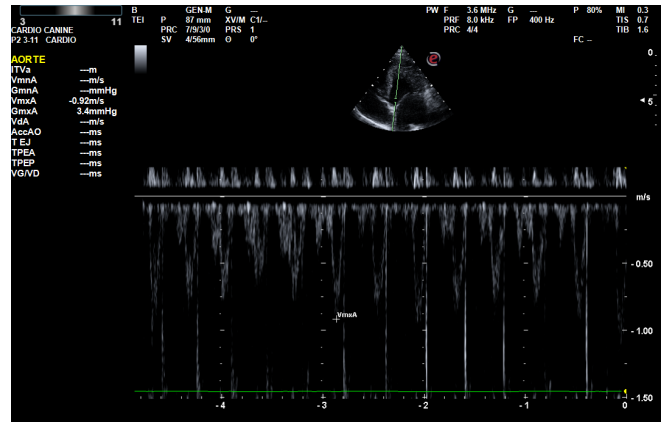 3 11
CARDIO CANINE
P2 3-11 CARDIO
B GEN-M G ---
TEI P 87 mm XV/M C1/--
PRC 7/9/3/0 PRS 1
SV 4/56mm Θ 0°
PW F 3.6 MHz G --- P 80% MI 0.3
PRF 8.0 kHz FP 400 Hz TIS 0.7
PRC 4/4 TIB 1.6
FC --
AORTE
ITVa ---m
VmnA ---m/s
GmnA ---mmHg
VmxA -0.92m/s
GmxA 3.4mmHg
VdA ---m/s
AccAO ---ms
T EJ ---ms
TPEA ---ms
TPEP ---ms
VG/VD ---ms
e
0
5
m/s
- 0.50
VmxA
- 1.00
- 1.50
-4 -3 -2 -1 0